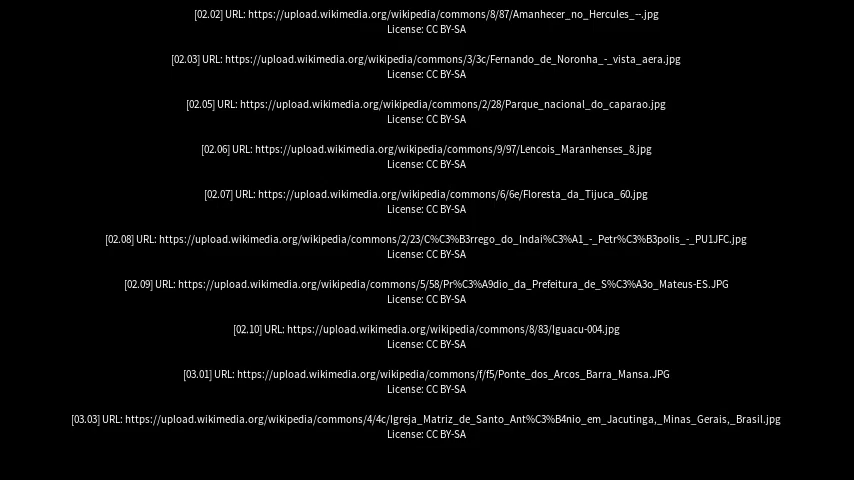 [02.02] URL: https://upload.wikimedia.org/wikipedia/commons/8/87/Amanhecer_no_Hercules_--.jpg
License: CC BY-SA
[02.03] URL: https://upload.wikimedia.org/wikipedia/commons/3/3c/Fernando_de_Noronha_-_vista_aera.jpg
License: CC BY-SA
[02.05] URL: https://upload.wikimedia.org/wikipedia/commons/2/28/Parque_nacional_do_caparao.jpg
License: CC BY-SA
[02.06] URL: https://upload.wikimedia.org/wikipedia/commons/9/97/Lencois_Maranhenses_8.jpg
License: CC BY-SA
[02.07] URL: https://upload.wikimedia.org/wikipedia/commons/6/6e/Floresta_da_Tijuca_60.jpg
License: CC BY-SA
[02.08] URL: https://upload.wikimedia.org/wikipedia/commons/2/23/C%C3%B3rrego_do_Indai%C3%A1_-_Petr%C3%B3polis_-_PU1JFC.jpg
License: CC BY-SA
[02.09] URL: https://upload.wikimedia.org/wikipedia/commons/5/58/Pr%C3%A9dio_da_Prefeitura_de_S%C3%A3o_Mateus-ES.JPG
License: CC BY-SA
[02.10] URL: https://upload.wikimedia.org/wikipedia/commons/8/83/Iguacu-004.jpg
License: CC BY-SA
[03.01] URL: https://upload.wikimedia.org/wikipedia/commons/f/f5/Ponte_dos_Arcos_Barra_Mansa.JPG
License: CC BY-SA
[03.03] URL: https://upload.wikimedia.org/wikipedia/commons/4/4c/Igreja_Matriz_de_Santo_Ant%C3%B4nio_em_Jacutinga,_Minas_Gerais,_Brasil.jpg
License: CC BY-SA